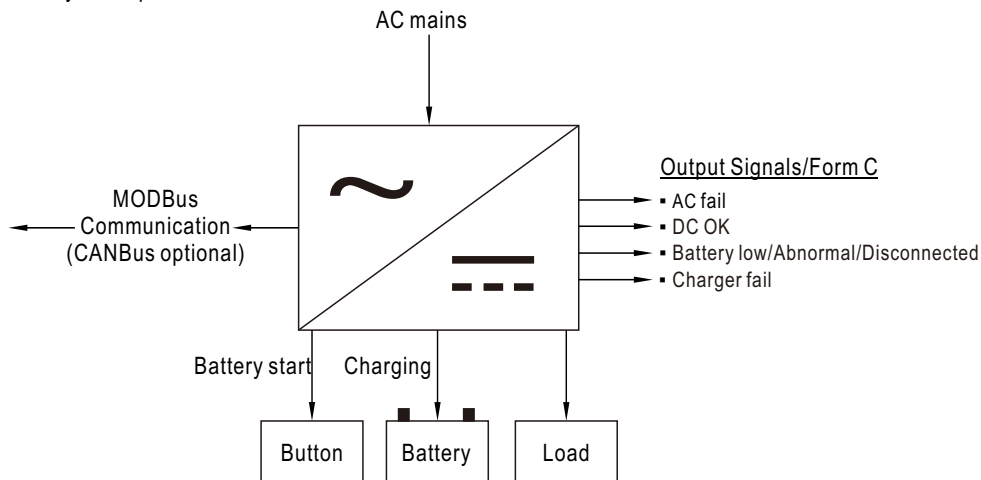 AC mains
Output Signals/Form C
▪ AC fail
▪ DC OK
▪ Battery low/Abnormal/Disconnected
▪ Charger fail
MODBus
Communication
(CANBus optional)
Battery start
Charging
Button
Battery
Load